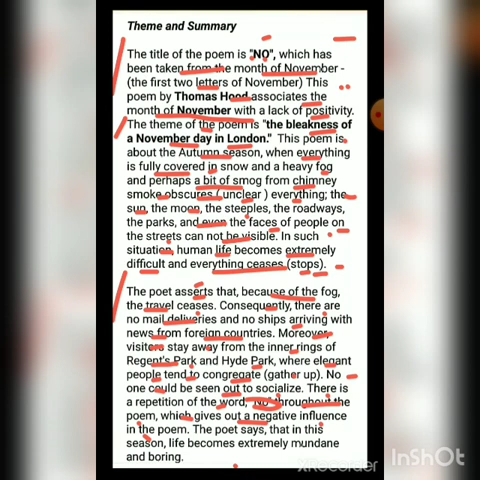 Theme and Summary
The title of the poem is "NO", which has
been taken from the month of November -
(the first two letters of November) This
poem by Thomas Hood associates the
month of November with a lack of positivity.
The theme of the poem is "the bleakness of
a November day in London." This poem is
about the Autumn season, when everything
is fully covered in snow and a heavy fog
and perhaps a bit of smog from chimney
smoke obscures (unclear) everything; the
sun, the moon, the steeples, the roadways,
the parks, and even the faces of people on
the streets can not be visible. In such
situation, human life becomes extremely
difficult and everything ceases (stops).
The poet asserts that, because of the fog,
the travel ceases. Consequently, there are
no mail deliveries and no ships arriving with
news from foreign countries. Moreover
visitors stay away from the inner rings of
Regent's Park and Hyde Park, where elegant
people tend to congregate (gather up). No
one could be seen out to socialize. There is
a repetition of the word, "No" throughout the
poem, which gives out a negative influence
in the poem. The poet says, that in this
season, life becomes extremely mundane
and boring.
XRecorder
InShOt